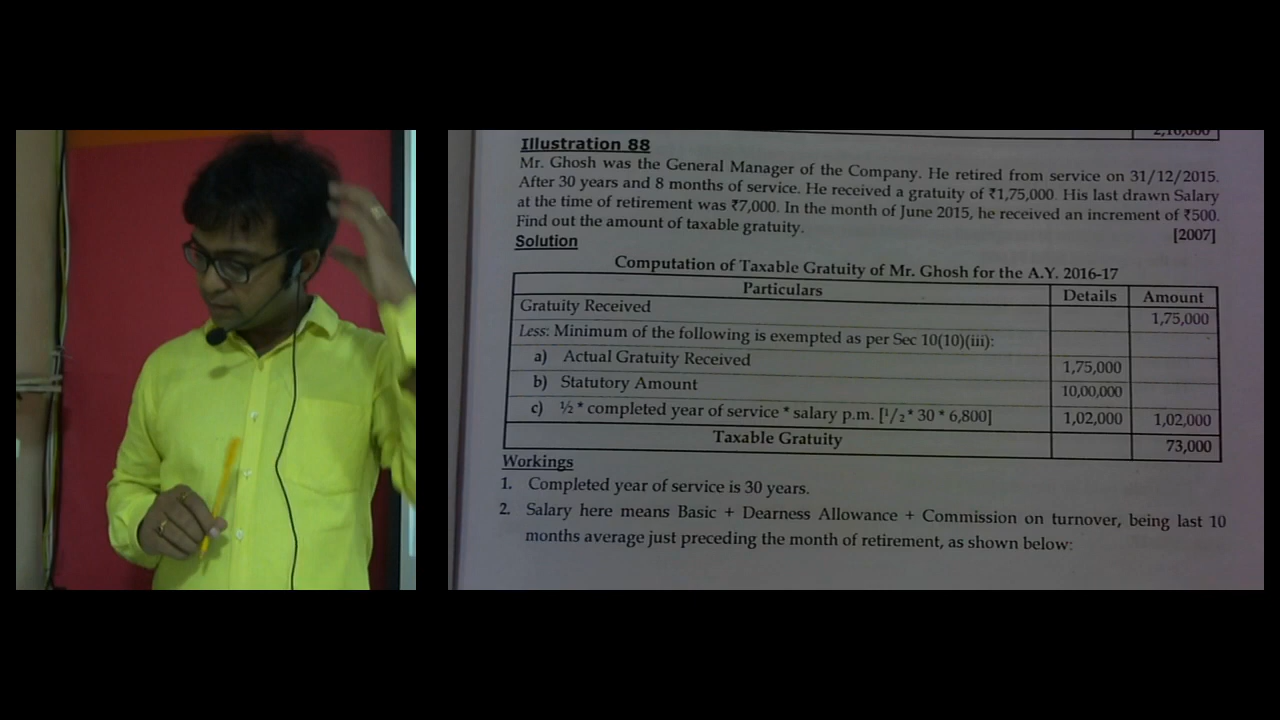 2,16,000
Illustration 88
Mr. Ghosh was the General Manager of the Company. He retired from service on 31/12/2015.
After 30 years and 8 months of service. He received a gratuity of ₹1,75,000. His last drawn Salary
at the time of retirement was ₹7,000. In the month of June 2015, he received an increment of ₹500.
Find out the amount of taxable gratuity. [2007]
Solution
Computation of Taxable Gratuity of Mr. Ghosh for the A.Y. 2016-17
Particulars Details Amount
Gratuity Received 1,75,000
Less: Minimum of the following is exempted as per Sec 10(10)(iii):
a) Actual Gratuity Received 1,75,000
b) Statutory Amount 10,00,000
c) ½ * completed year of service * salary p.m. [¹/₂* 30 * 6,800] 1,02,000 1,02,000
Taxable Gratuity 73,000
Workings
1. Completed year of service is 30 years.
2. Salary here means Basic + Dearness Allowance + Commission on turnover, being last 10
months average just preceding the month of retirement, as shown below: